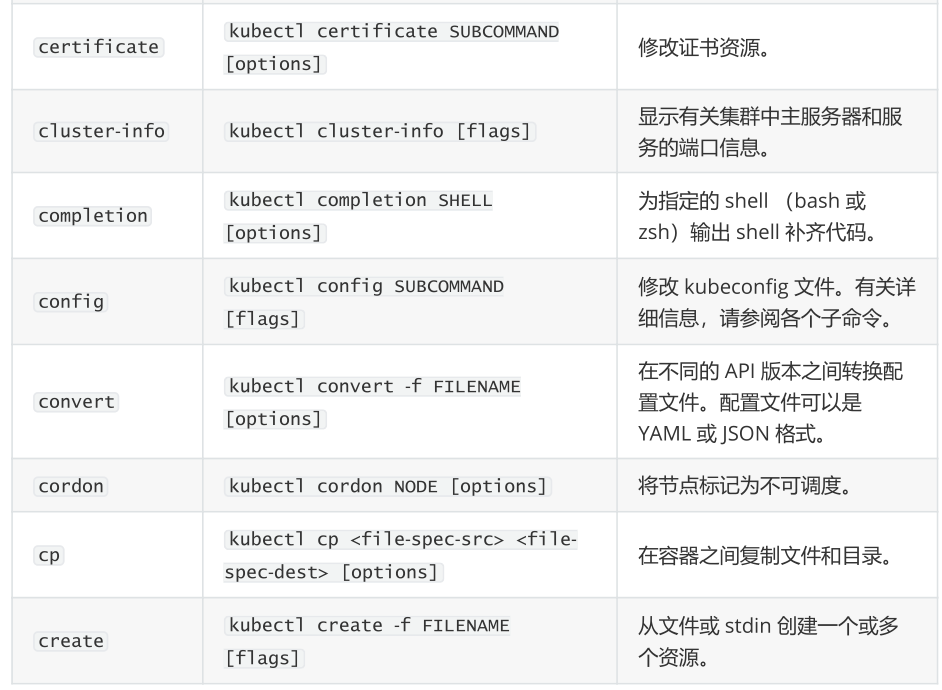 certificate
kubectl certificate SUBCOMMAND
[options]
修改证书资源。
cluster-info
kubectl cluster-info [flags]
显示有关集群中主服务器和服
务的端口信息。
completion
kubectl completion SHELL
[options]
为指定的 shell （bash 或
zsh）输出 shell 补齐代码。
config
kubectl config SUBCOMMAND
[flags]
修改 kubeconfig 文件。有关详
细信息，请参阅各个子命令。
convert
kubectl convert -f FILENAME
[options]
在不同的 API 版本之间转换配
置文件。配置文件可以是
YAML 或 JSON 格式。
cordon
kubectl cordon NODE [options]
将节点标记为不可调度。
cp
kubectl cp <file-spec-src> <file-
spec-dest> [options]
在容器之间复制文件和目录。
create
kubectl create -f FILENAME
[flags]
从文件或 stdin 创建一个或多
个资源。